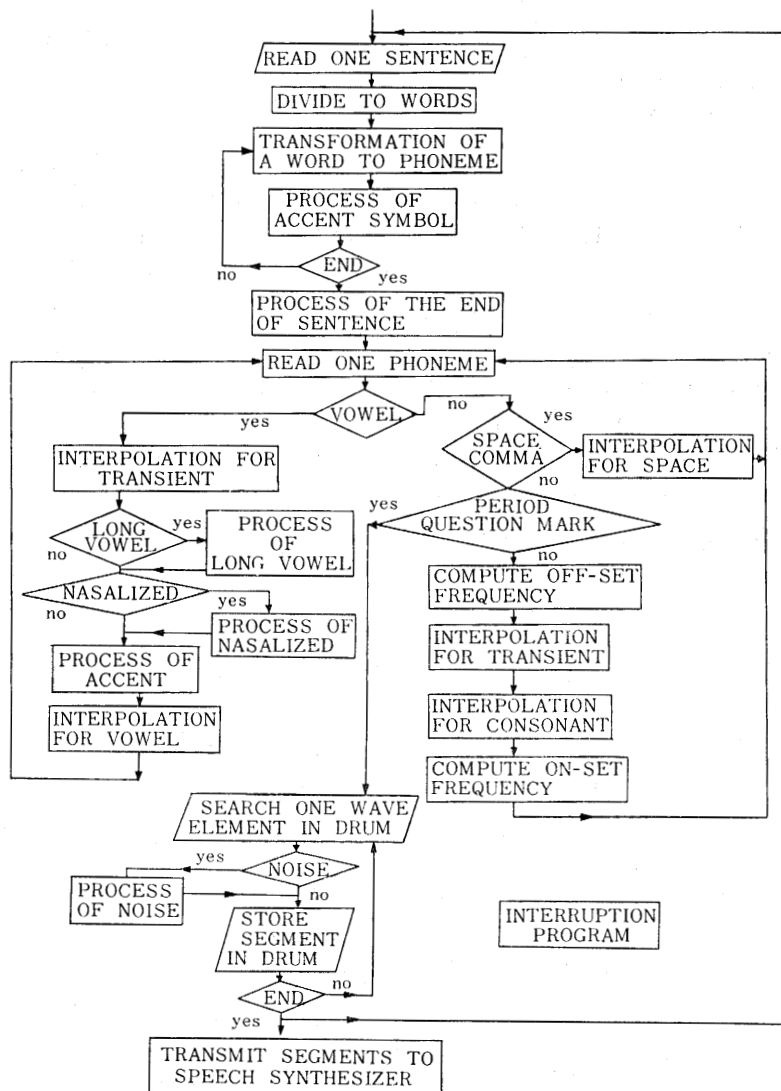 READ ONE SENTENCE
DIVIDE TO WORDS
TRANSFORMATION OF
A WORD TO PHONEME
PROCESS OF
ACCENT SYMBOL
END
no
yes
PROCESS OF THE END
OF SENTENCE
READ ONE PHONEME
VOWEL
yes
no
INTERPOLATION FOR
TRANSIENT
LONG
VOWEL
yes
no
PROCESS
OF
LONG VOWEL
NASALIZED
yes
no
PROCESS OF
NASALIZED
PROCESS OF
ACCENT
INTERPOLATION
FOR VOWEL
SPACE
COMMA
yes
no
INTERPOLATION
FOR SPACE
PERIOD
QUESTION MARK
yes
no
COMPUTE OFF-SET
FREQUENCY
INTERPOLATION
FOR TRANSIENT
INTERPOLATION
FOR CONSONANT
COMPUTE ON-SET
FREQUENCY
SEARCH ONE WAVE
ELEMENT IN DRUM
NOISE
yes
no
PROCESS
OF NOISE
STORE
SEGMENT
IN DRUM
END
no
yes
TRANSMIT SEGMENTS TO
SPEECH SYNTHESIZER
INTERRUPTION
PROGRAM